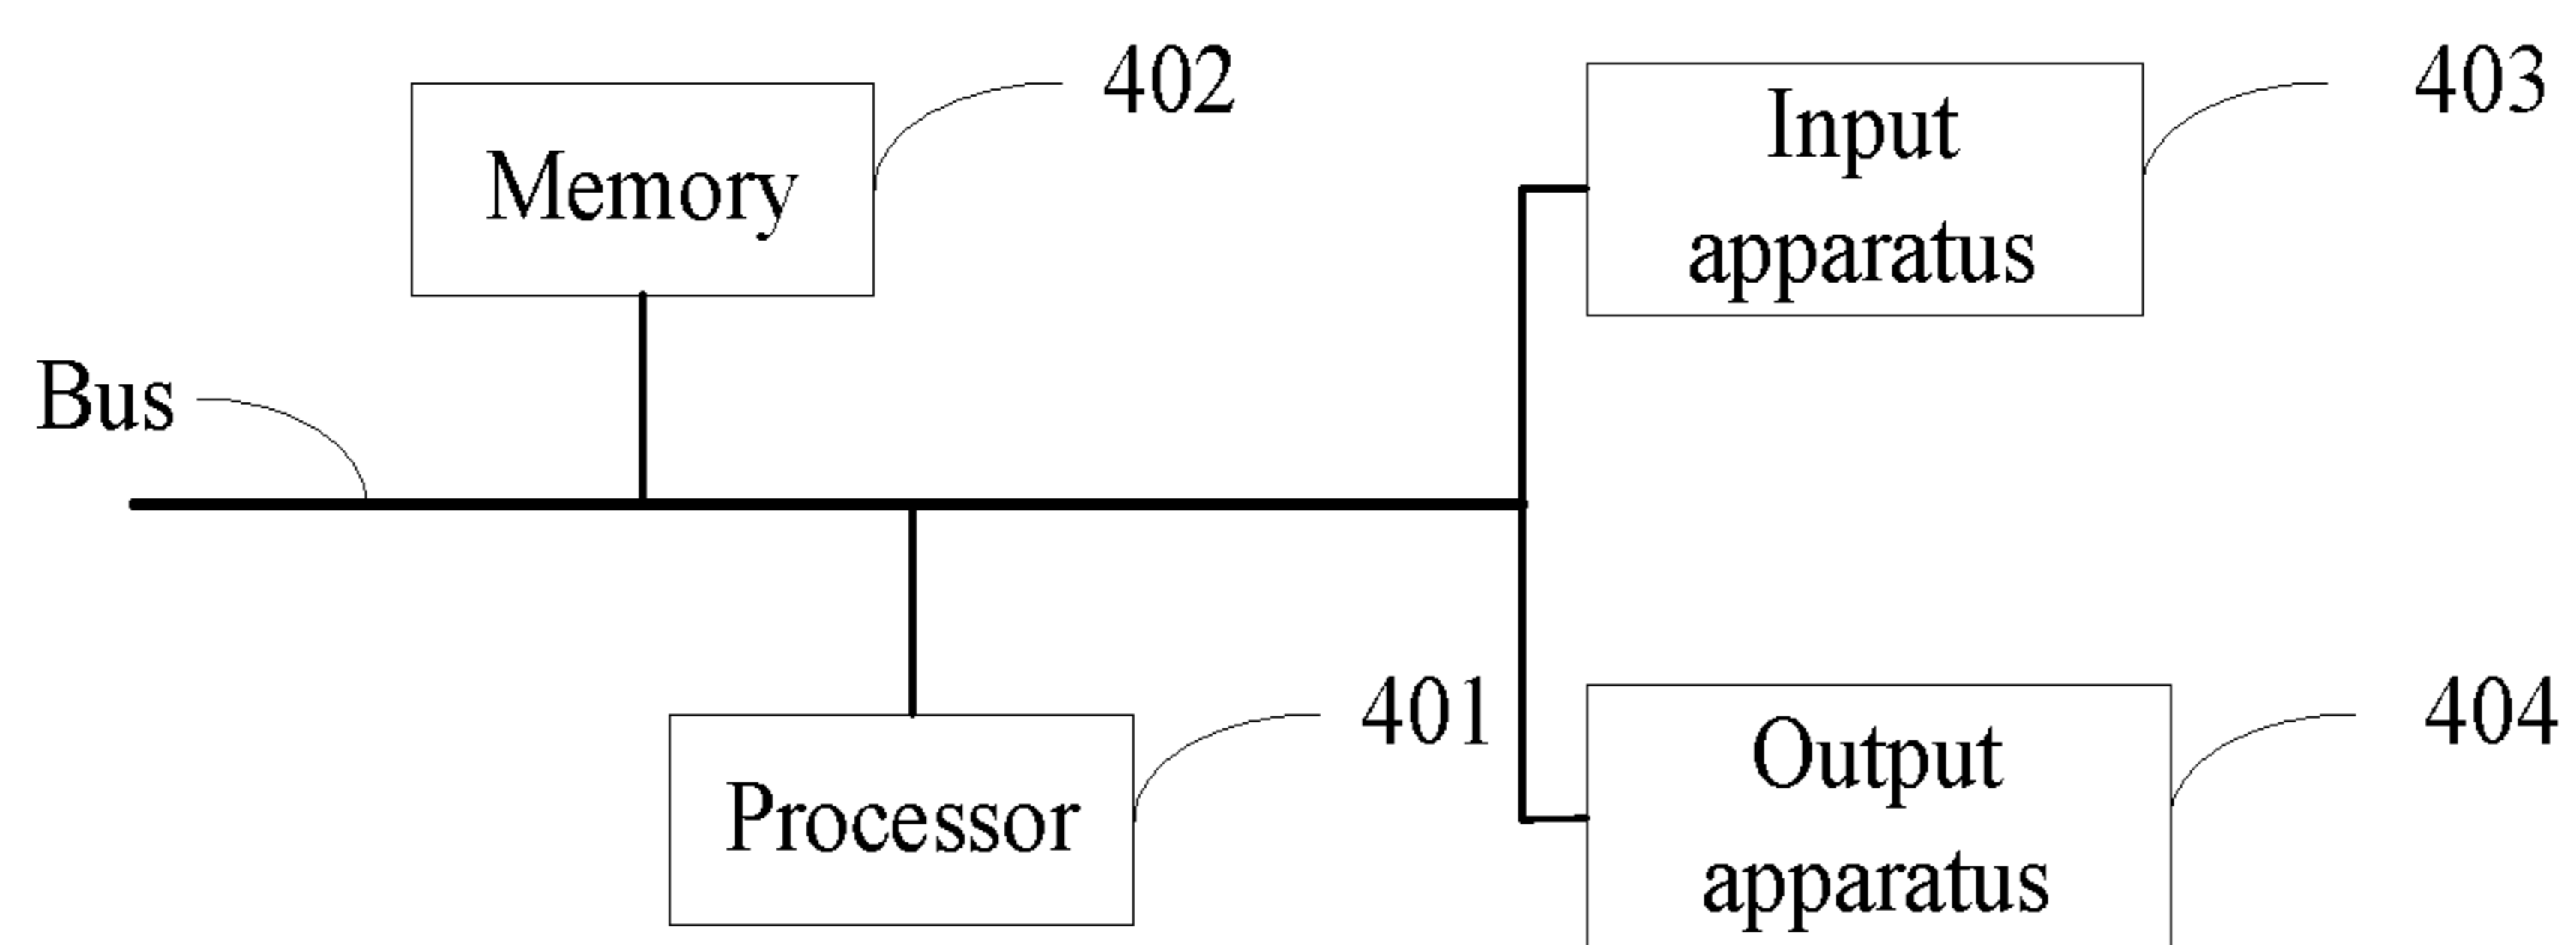 402
403
Memory
Input
apparatus
Bus
401
404
Processor
Output
apparatus